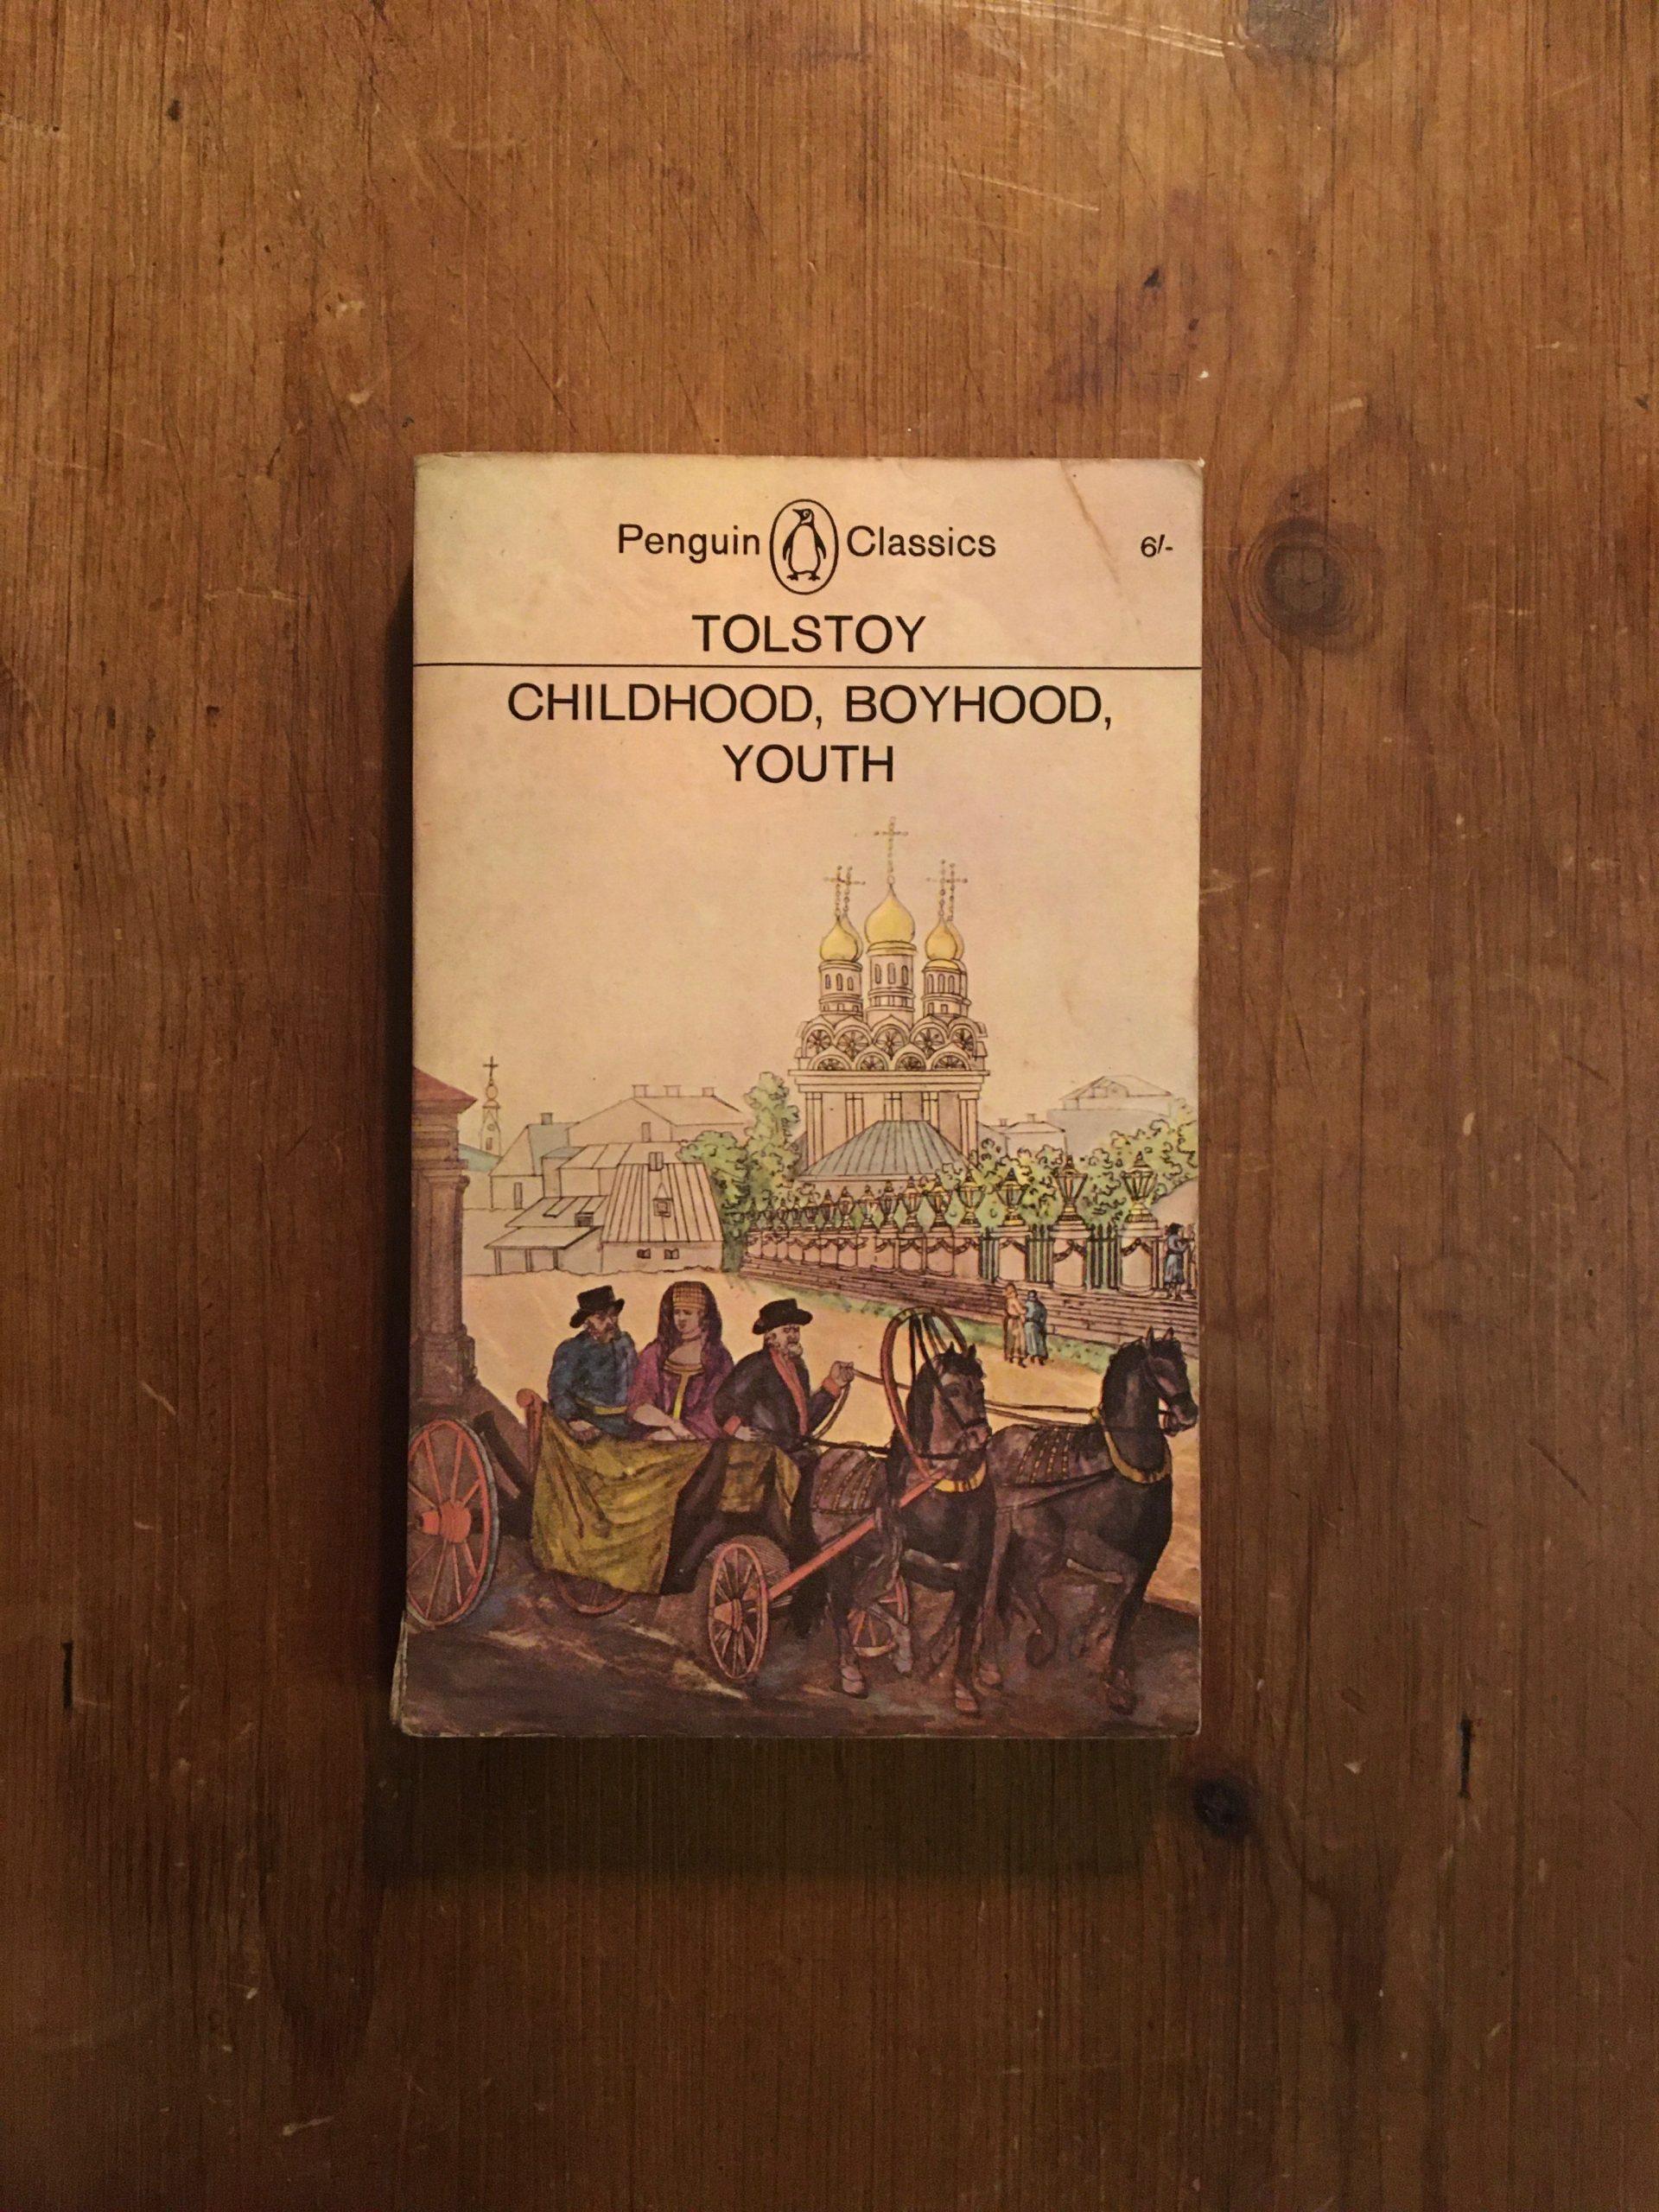 Penguin Classics 6/-
TOLSTOY
CHILDHOOD, BOYHOOD,
YOUTH